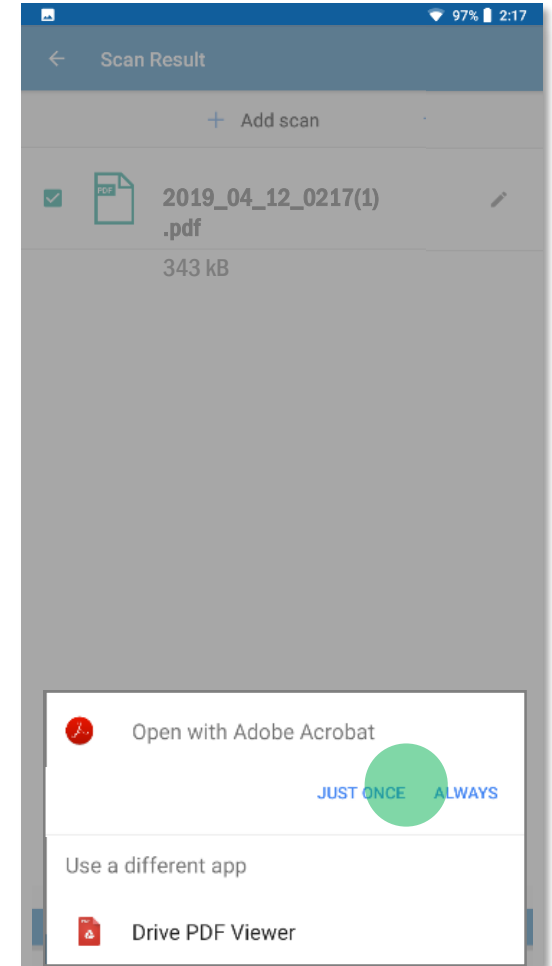 97% 2:17
Scan Result
+ Add scan
PDF
2019_04_12_0217(1)
.pdf
343 kB
Open with Adobe Acrobat
JUST ONCE ALWAYS
Use a different app
PDF
Drive PDF Viewer